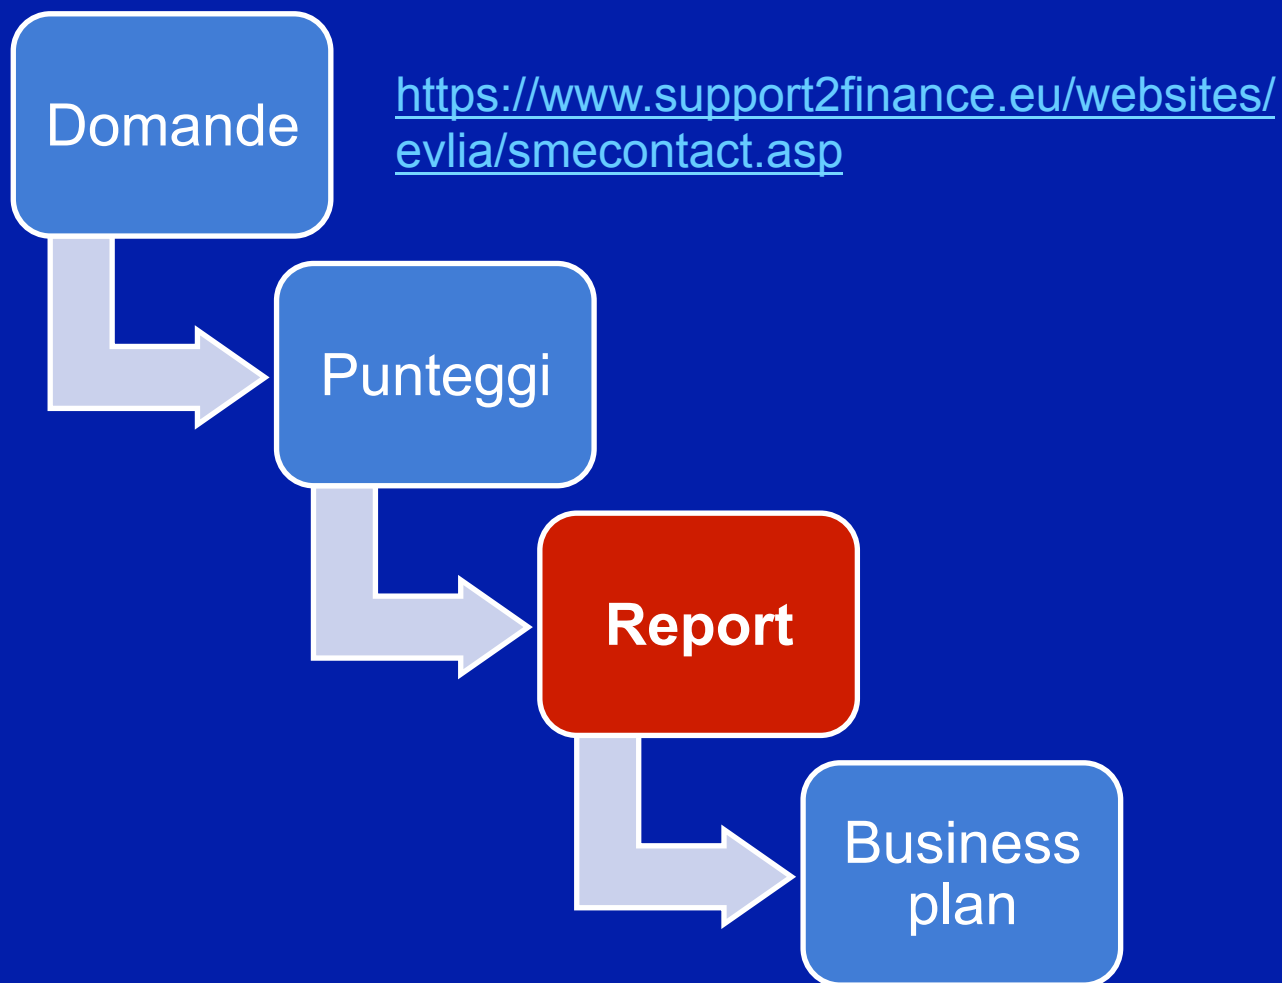 Domande
https://www.support2finance.eu/websites/
evlia/smecontact.asp
Punteggi
Report
Business
plan